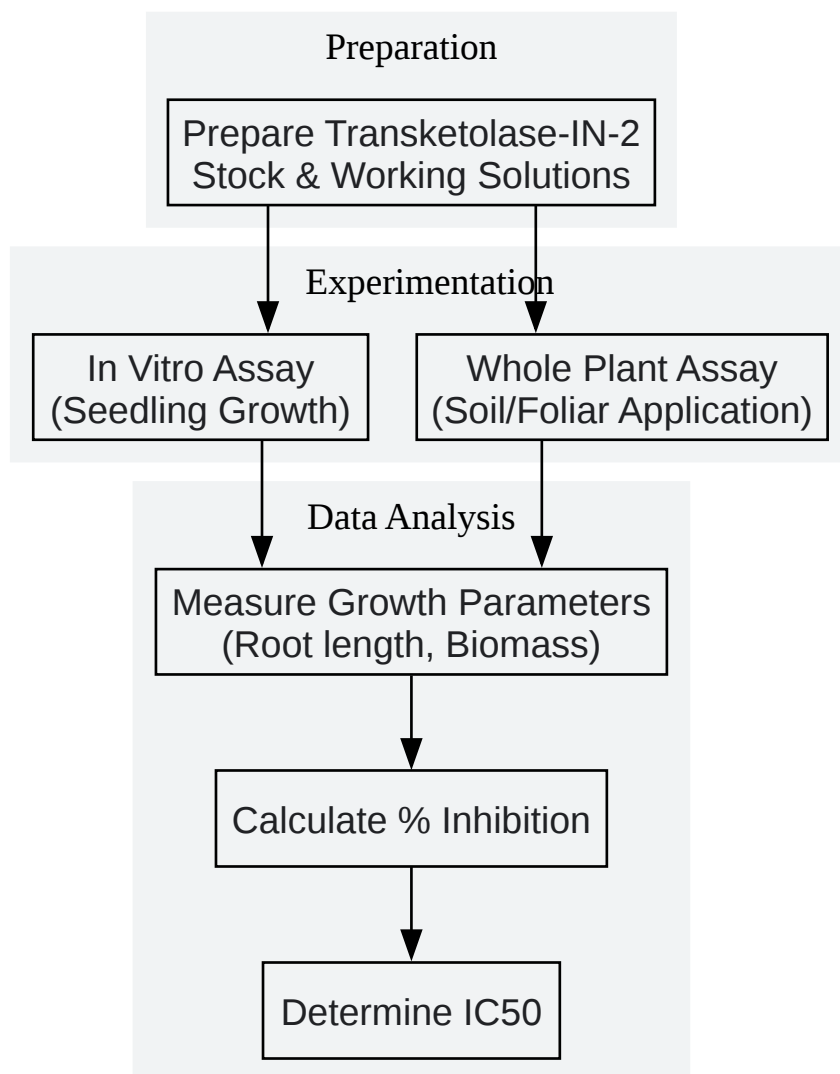 Preparation
Prepare Transketolase-IN-2
Stock & Working Solutions
Experimentation
In Vitro Assay
(Seedling Growth)
Whole Plant Assay
(Soil/Foliar Application)
Data Analysis
Measure Growth Parameters
(Root length, Biomass)
Calculate % Inhibition
Determine IC50